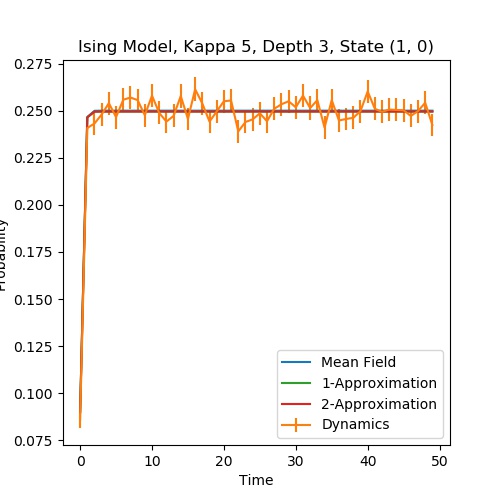 Ising Model, Kappa 5, Depth 3, State (1, 0)
0.275
0.250
0.225
0.200
0.175
0.150
0.125
0.100
0.075
Probability
Mean Field
1-Approximation
2-Approximation
Dynamics
0 10 20 30 40 50
Time